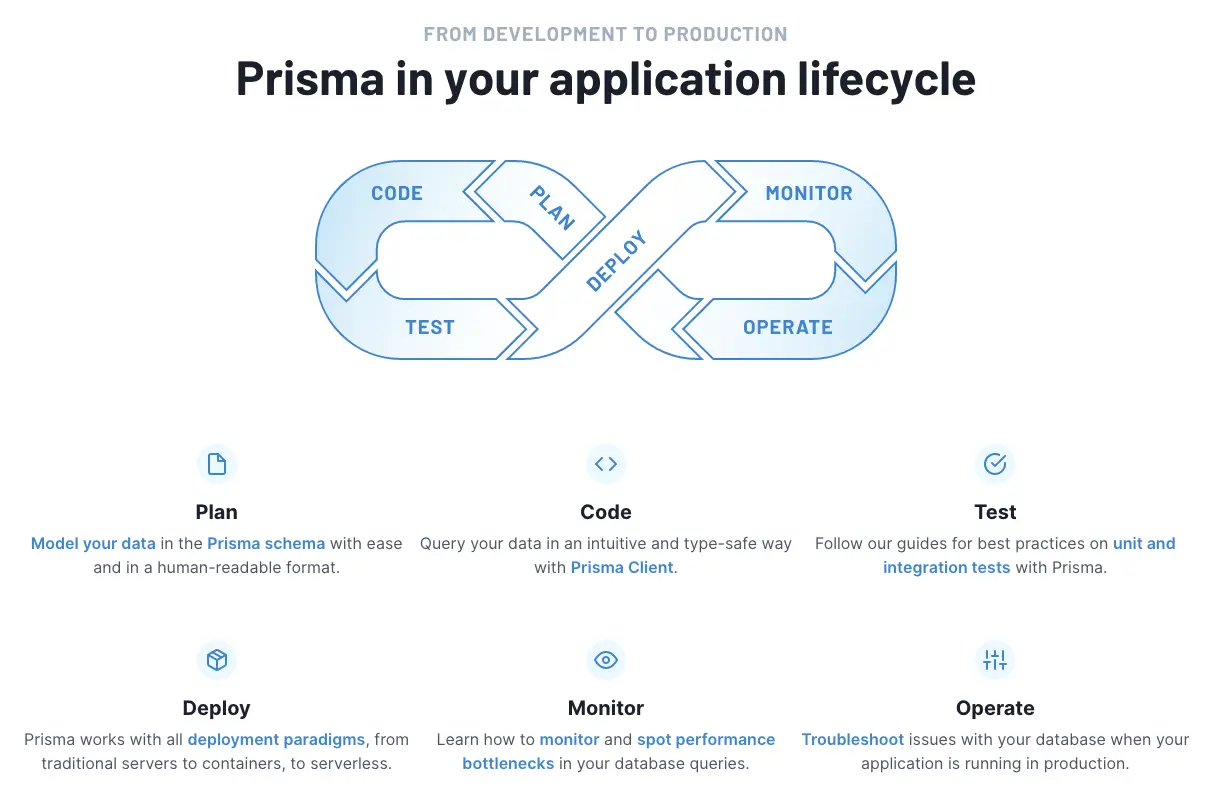 FROM DEVELOPMENT TO PRODUCTION
Prisma in your application lifecycle
CODE
PLAN
DEPLOY
MONITOR
TEST
OPERATE
Plan
Model your data in the Prisma schema with ease
and in a human-readable format.
Code
Query your data in an intuitive and type-safe way
with Prisma Client.
Test
Follow our guides for best practices on unit and
integration tests with Prisma.
Deploy
Prisma works with all deployment paradigms, from
traditional servers to containers, to serverless.
Monitor
Learn how to monitor and spot performance
bottlenecks in your database queries.
Operate
Troubleshoot issues with your database when your
application is running in production.